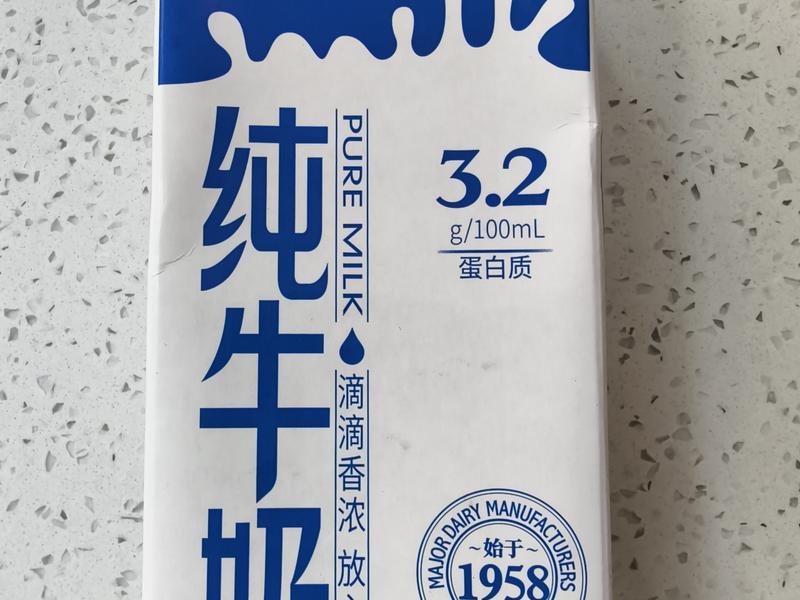 纯牛奶
PURE MILK
滴滴香浓 放
3.2
g/100mL
蛋白质
MAJOR DAIRY MANUFACTURERS
~始于~
1958